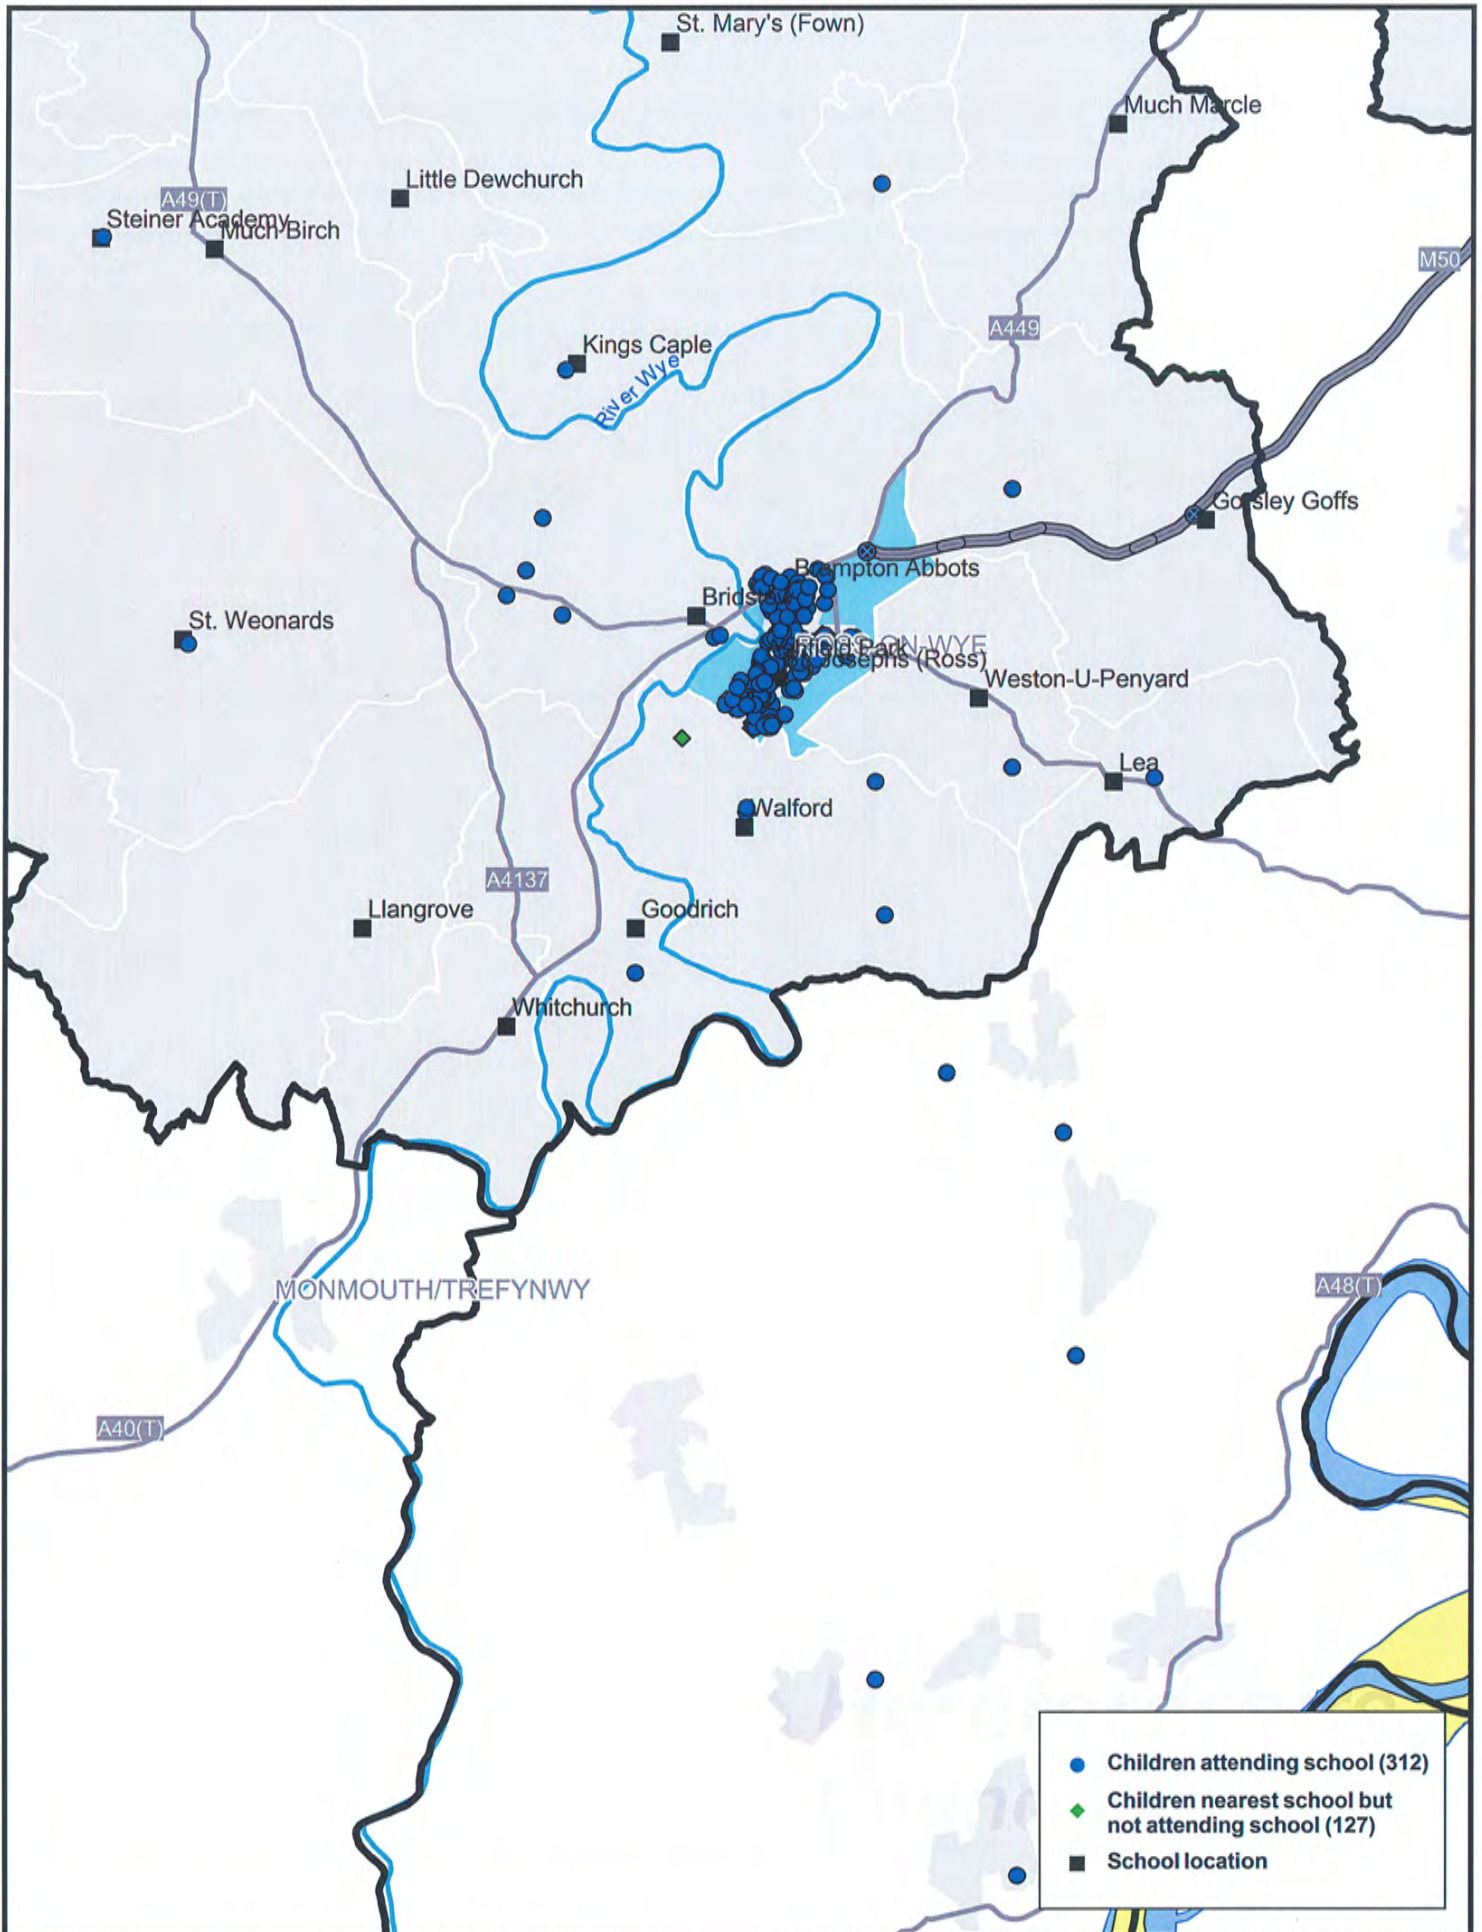 St. Mary's (Fown)
Much Marcle
Little Dewchurch
A49(T)
Steiner Academy
Much Birch
M50
A449
Kings Caple
River Wye
Gorsley Goffs
Brampton Abbots
Bridstow
St. Weonards
ROSS-ON-WYE
Ashfield Park
Josephs (Ross)
Weston-U-Penyard
Lea
Walford
A4137
Llangrove
Goodrich
Whitchurch
MONMOUTH/TREFYNWY
A48(T)
A40(T)
Children attending school (312)
Children nearest school but
not attending school (127)
School location